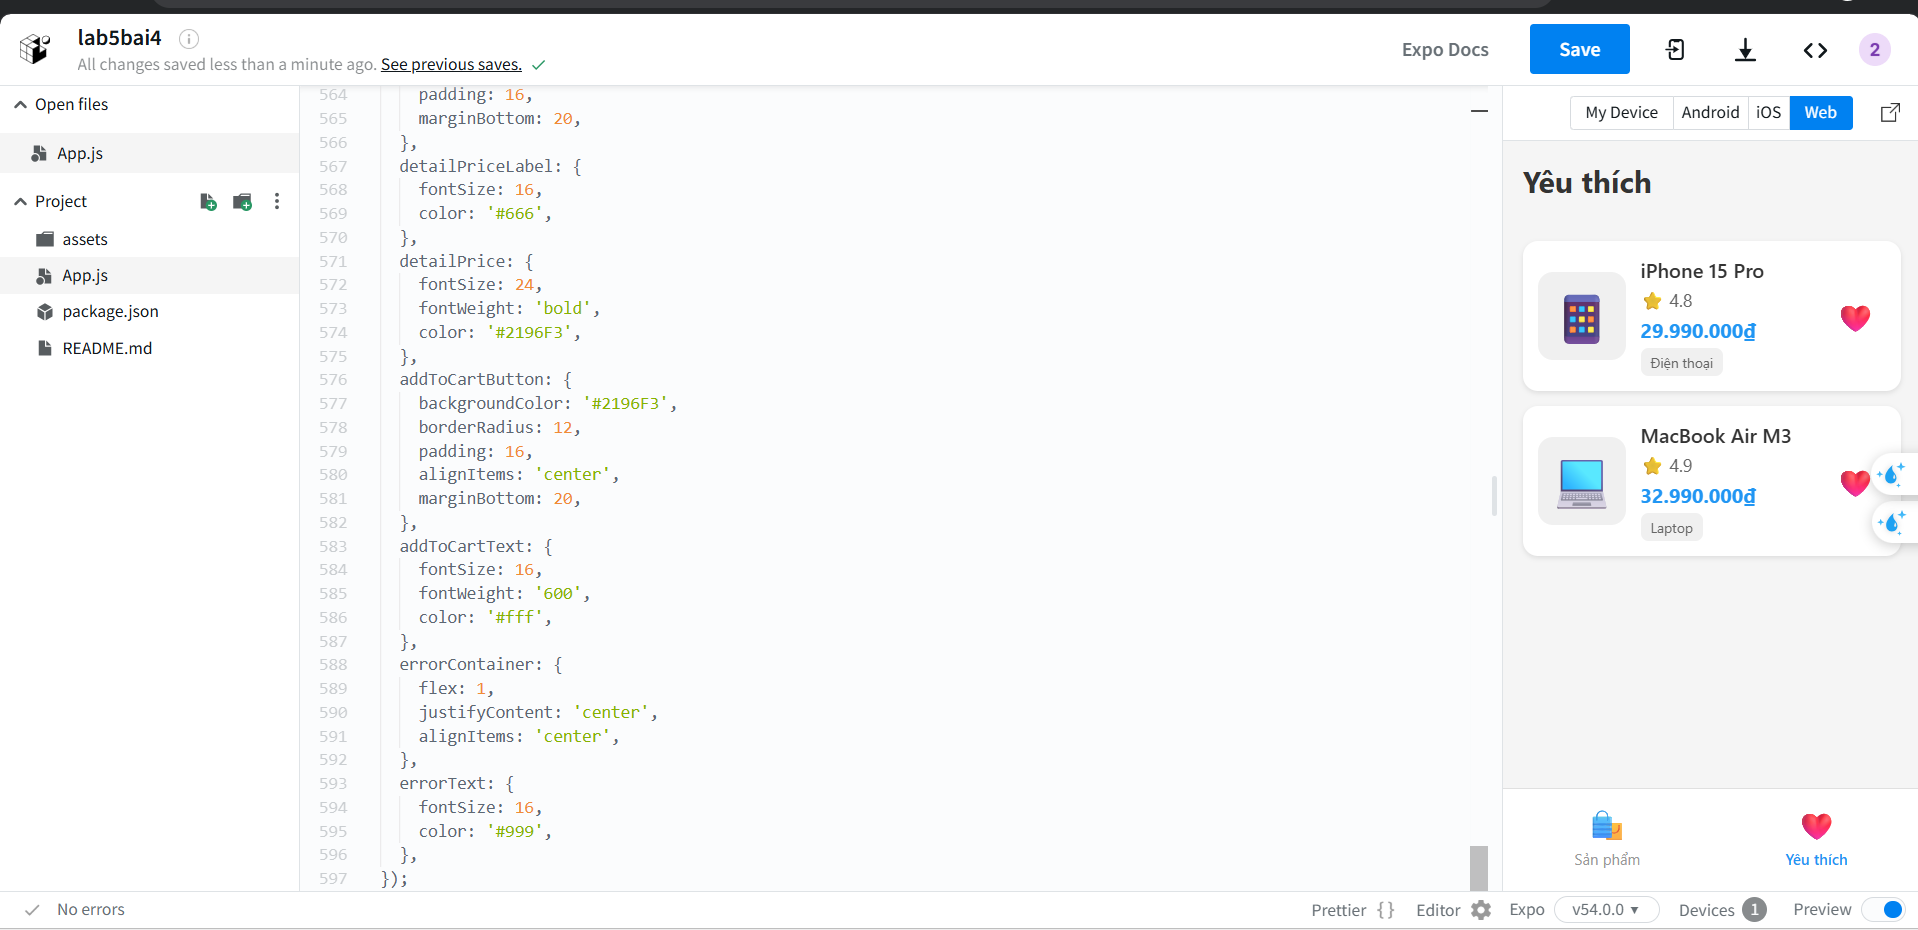 lab5bai4
All changes saved less than a minute ago. See previous saves.
Expo Docs
Save
2
Open files
App.js
Project
assets
App.js
package.json
README.md
564 padding: 16,
565 marginBottom: 20,
566 },
567 detailPriceLabel: {
568 fontSize: 16,
569 color: '#666',
570 },
571 detailPrice: {
572 fontSize: 24,
573 fontWeight: 'bold',
574 color: '#2196F3',
575 },
576 addToCartButton: {
577 backgroundColor: '#2196F3',
578 borderRadius: 12,
579 padding: 16,
580 alignItems: 'center',
581 marginBottom: 20,
582 },
583 addToCartText: {
584 fontSize: 16,
585 fontWeight: '600',
586 color: '#fff',
587 },
588 errorContainer: {
589 flex: 1,
590 justifyContent: 'center',
591 alignItems: 'center',
592 },
593 errorText: {
594 fontSize: 16,
595 color: '#999',
596 },
597 });
My Device Android iOS Web
Yêu thích
iPhone 15 Pro
4.8
29.990.000₫
Điện thoại
MacBook Air M3
4.9
32.990.000₫
Laptop
Sản phẩm
Yêu thích
No errors
Prettier { } Editor Expo v54.0.0 Devices 1 Preview